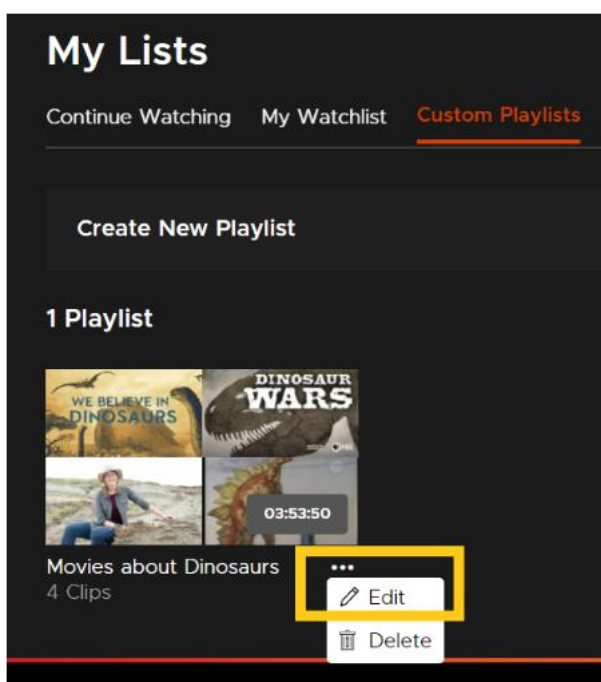 My Lists
Continue Watching My Watchlist Custom Playlists
Create New Playlist
1 Playlist
WE BELIEVE IN
DINOSAURS
DINOSAUR
WARS
03:53:50
Movies about Dinosaurs ...
4 Clips
Edit
Delete